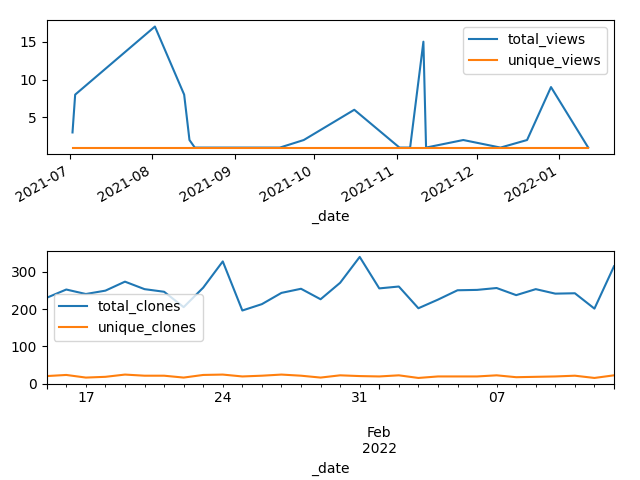 15
10
5
total_views
unique_views
2021-07
2021-08
2021-09
2021-10
2021-11
2021-12
2022-01
_date
300
200
100
0
total_clones
unique_clones
17
24
31
07
Feb
2022
_date